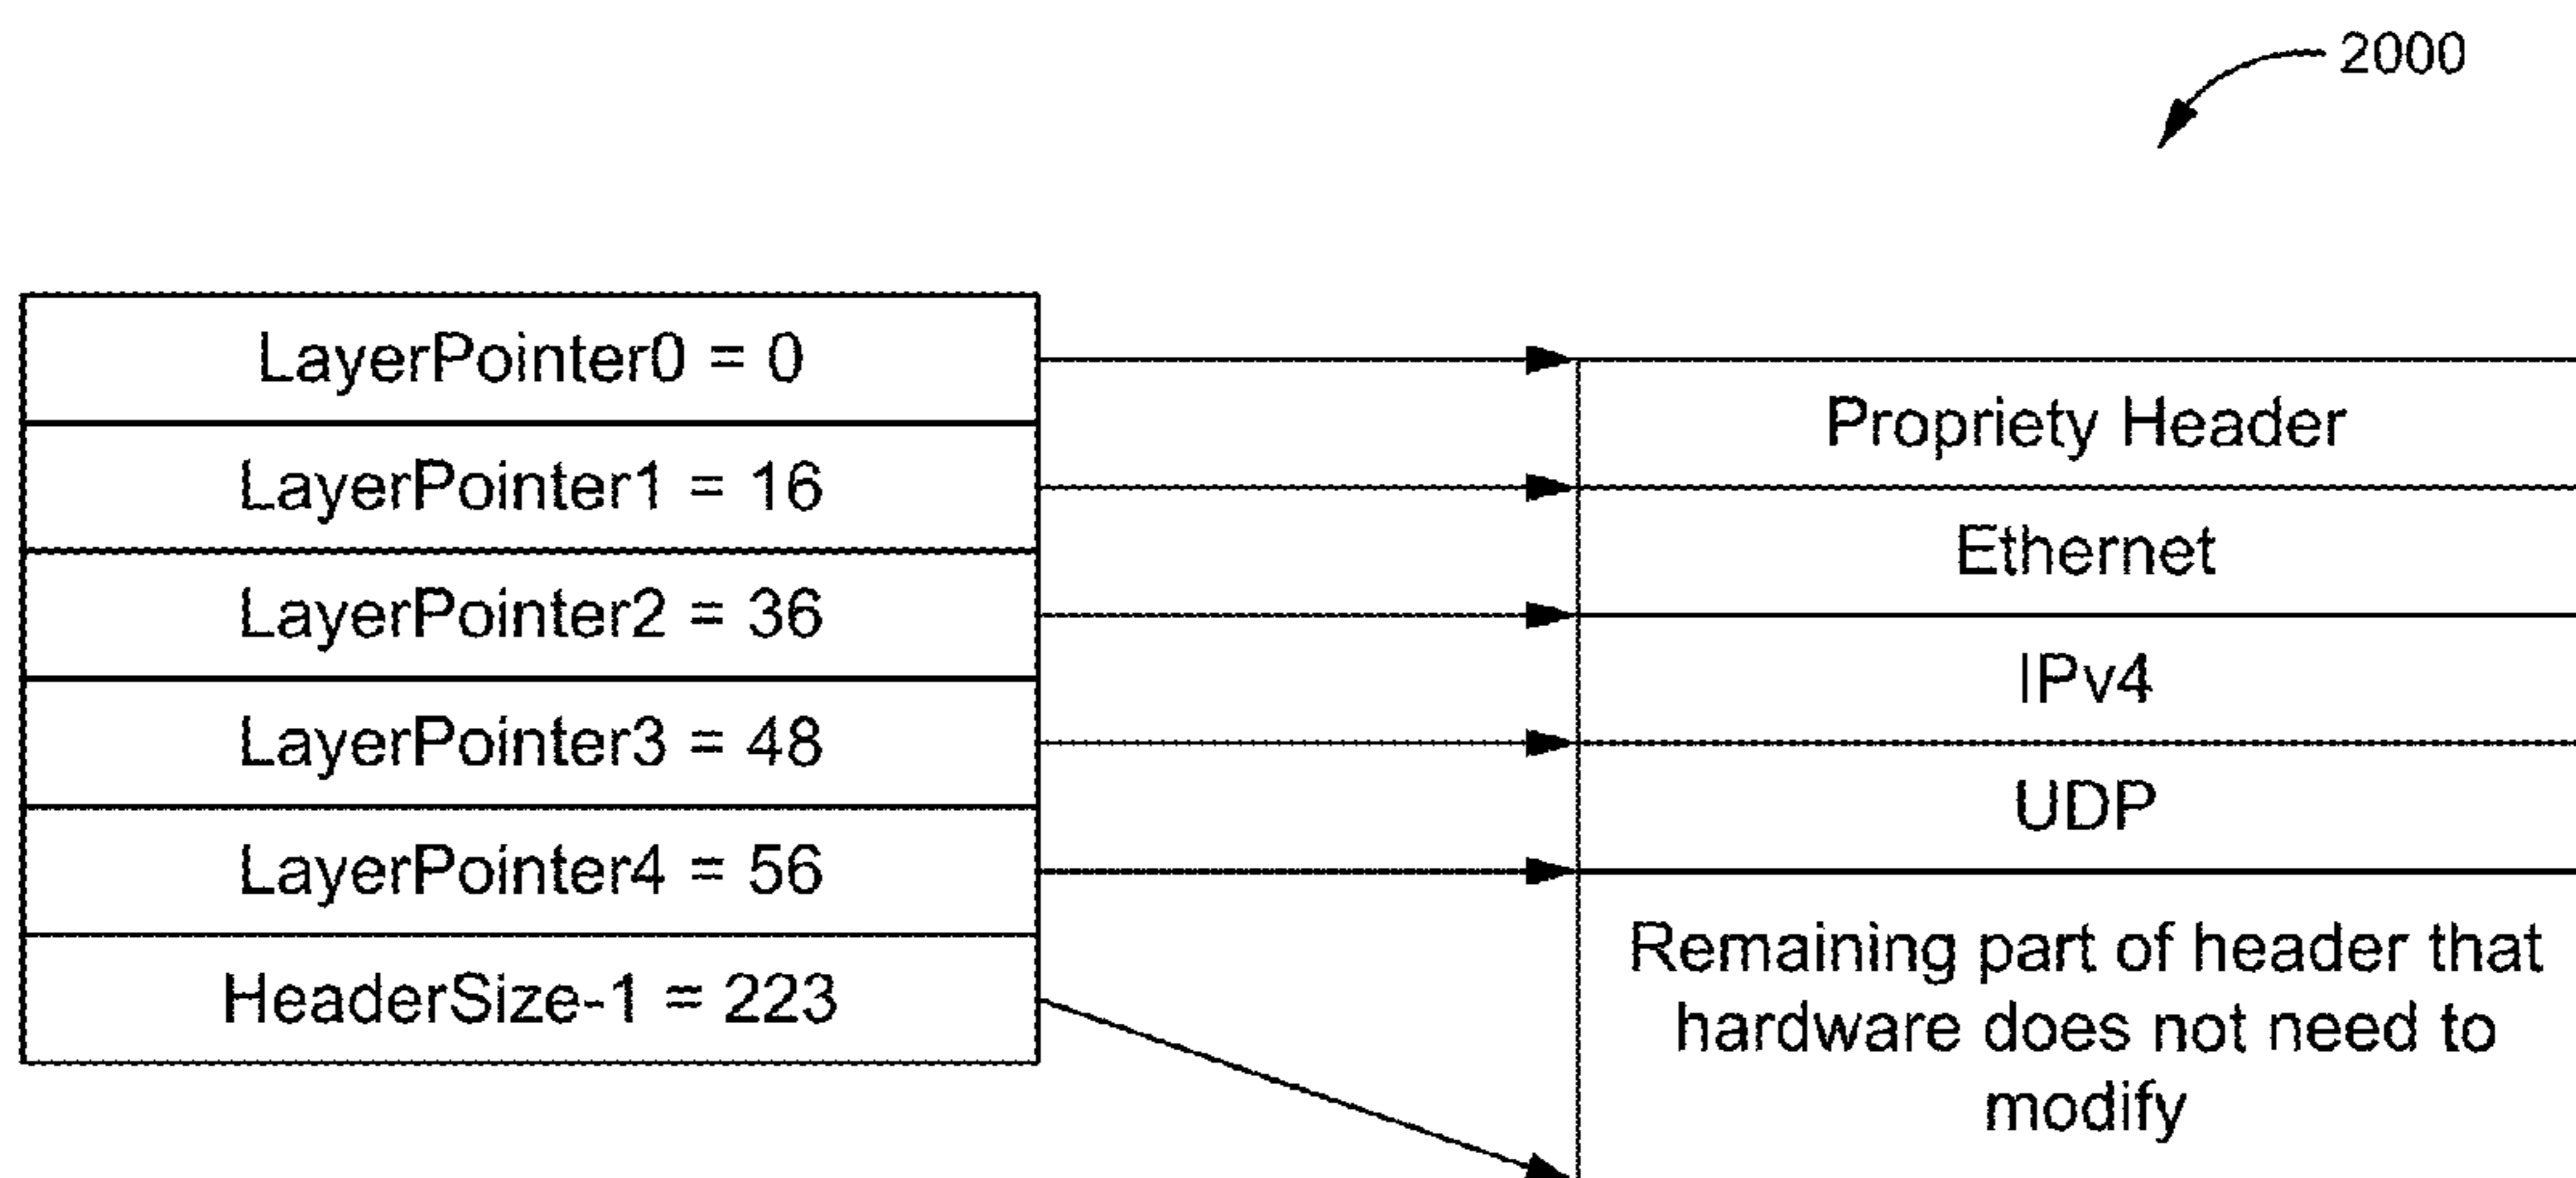 2000
LayerPointer0 = 0
LayerPointer1 = 16
LayerPointer2 = 36
LayerPointer3 = 48
LayerPointer4 = 56
HeaderSize-1 = 223
Propriety Header
Ethernet
IPv4
UDP
Remaining part of header that
hardware does not need to
modify